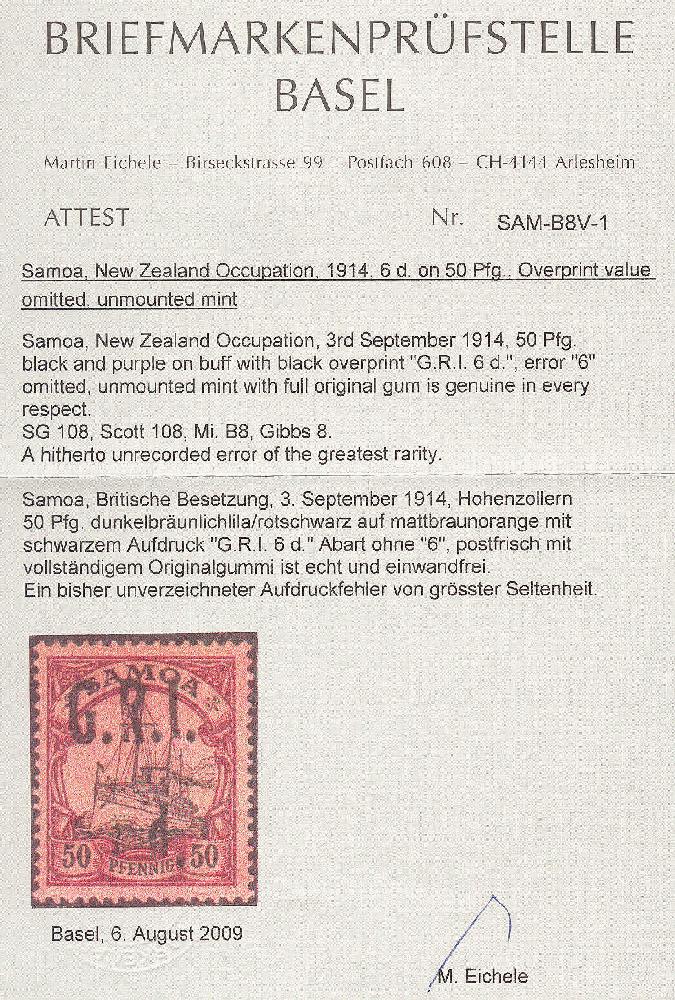 BRIEFMARKENPRÜFSTELLE
BASEL
Martin Eichele – Birseckstrasse 99 – Postfach 608 – CH-4144 Arlesheim
ATTEST Nr. SAM-B8V-1
Samoa, New Zealand Occupation, 1914, 6 d. on 50 Pfg., Overprint value
omitted, unmounted mint
Samoa, New Zealand Occupation, 3rd September 1914, 50 Pfg.
black and purple on buff with black overprint "G.R.I. 6 d.", error "6"
omitted, unmounted mint with full original gum is genuine in every
respect.
SG 108, Scott 108, Mi. B8, Gibbs 8.
A hitherto unrecorded error of the greatest rarity.
Samoa, Britische Besetzung, 3. September 1914, Hohenzollern
50 Pfg. dunkelbräunlichlila/rotschwarz auf mattbraunorange mit
schwarzem Aufdruck "G.R.I. 6 d." Abart ohne "6", postfrisch mit
vollständigem Originalgummi ist echt und einwandfrei.
Ein bisher unverzeichneter Aufdruckfehler von grösster Seltenheit.
SAMOA
G.R.I.
d.
50 PFENNIG 50
Basel, 6. August 2009
M. Eichele